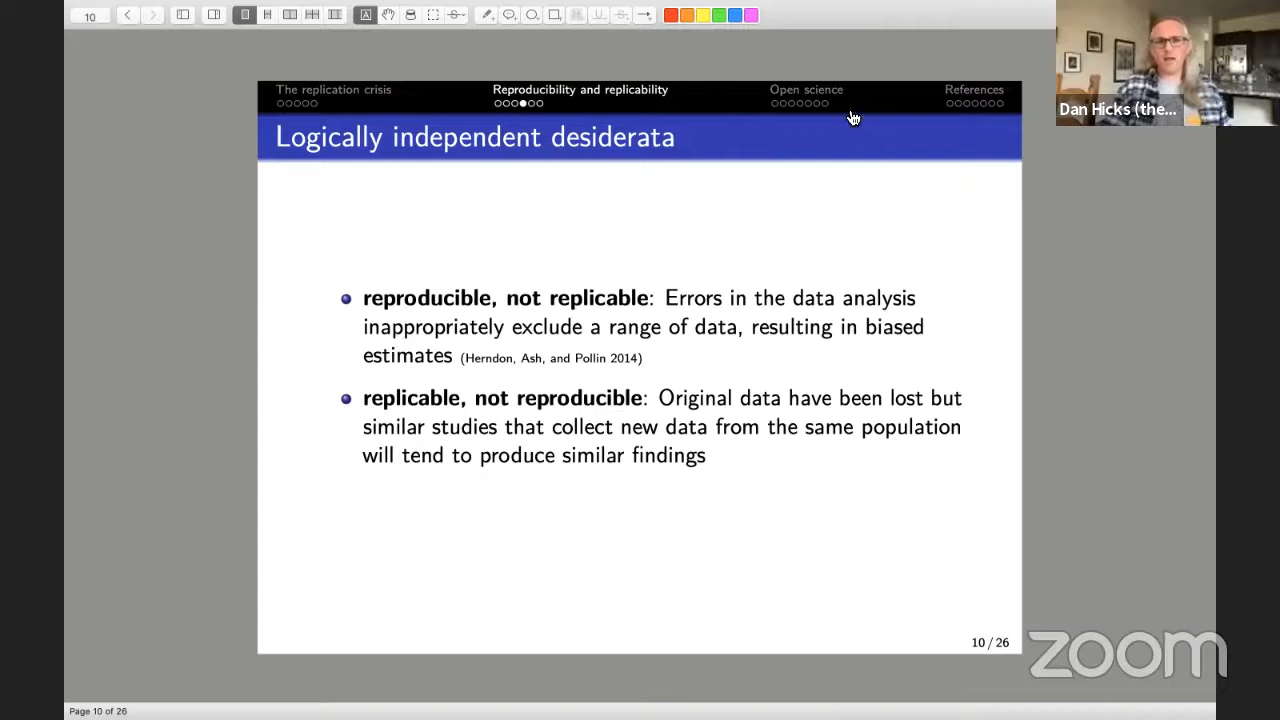 10
A
Dan Hicks (the...
The replication crisis
Reproducibility and replicability
Open science
References
Logically independent desiderata
reproducible, not replicable: Errors in the data analysis
inappropriately exclude a range of data, resulting in biased
estimates (Herndon, Ash, and Pollin 2014)
replicable, not reproducible: Original data have been lost but
similar studies that collect new data from the same population
will tend to produce similar findings
10 / 26
zoom
Page 10 of 26